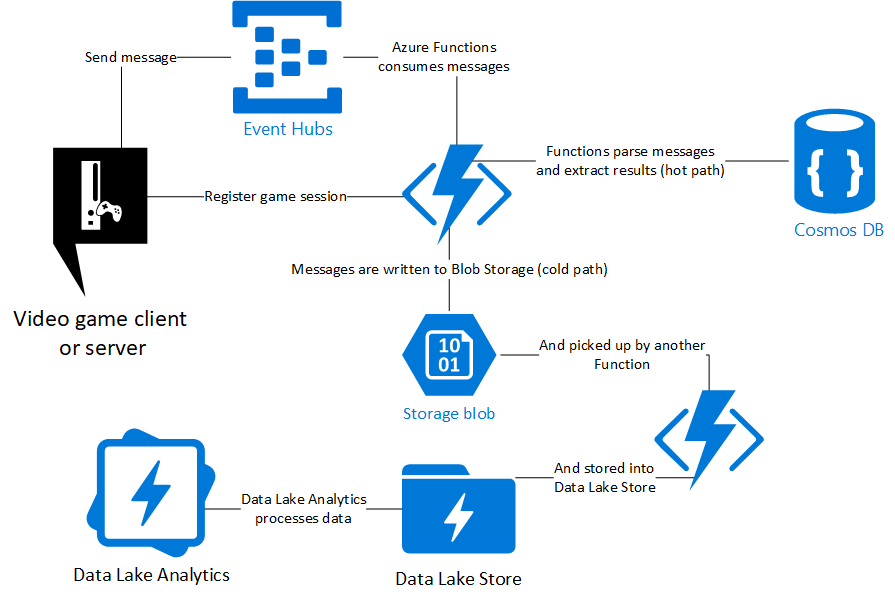 Send message
Azure Functions
consumes messages
Event Hubs
Functions parse messages
and extract results (hot path)
Register game session
Cosmos DB
Messages are written to Blob Storage (cold path)
Video game client
or server
10
01
And picked up by another
Function
Storage blob
And stored into
Data Lake Store
Data Lake Analytics
processes data
Data Lake Analytics
Data Lake Store